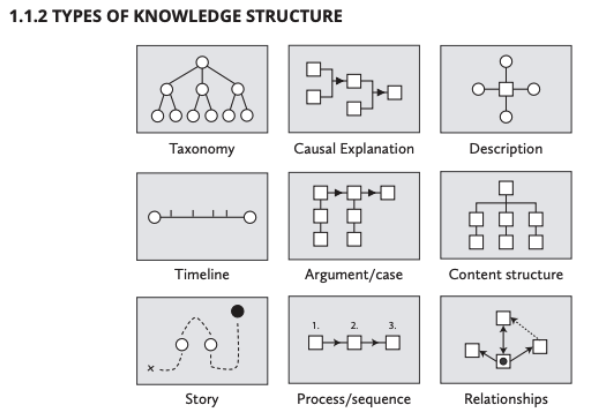 1.1.2 TYPES OF KNOWLEDGE STRUCTURE
Taxonomy
Causal Explanation
Description
Timeline
Argument/case
Content structure
x
1. 2. 3.
Story
Process/sequence
Relationships